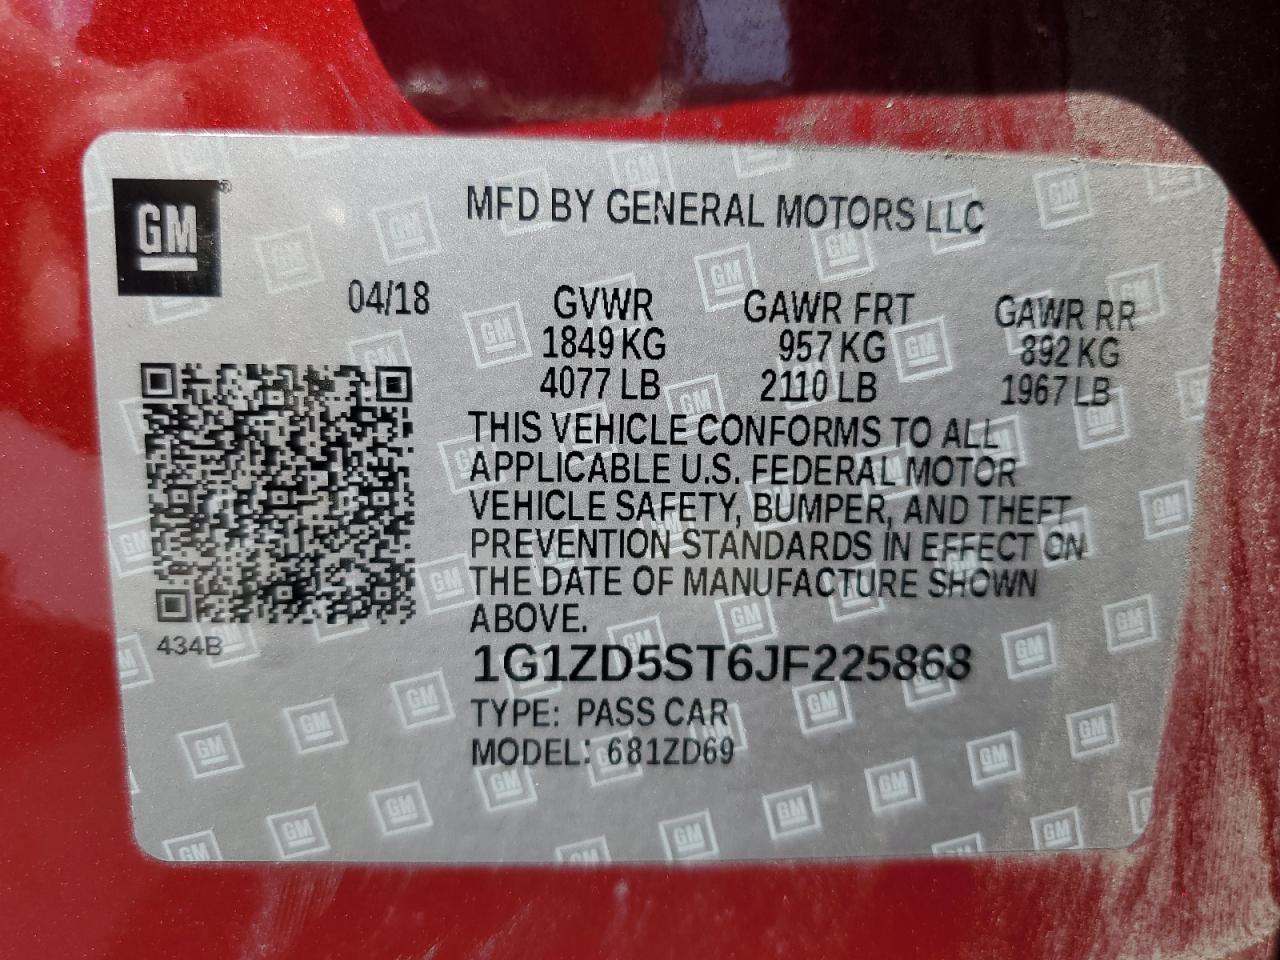 GM
MFD BY GENERAL MOTORS LLC
04/18 GVWR GAWR FRT GAWR RR
1849 KG 957 KG 892 KG
4077 LB 2110 LB 1967 LB
THIS VEHICLE CONFORMS TO ALL
APPLICABLE U.S. FEDERAL MOTOR
VEHICLE SAFETY, BUMPER, AND THEFT
PREVENTION STANDARDS IN EFFECT ON
THE DATE OF MANUFACTURE SHOWN
ABOVE.
434B
1G1ZD5ST6JF225868
TYPE: PASS CAR
MODEL: 681ZD69